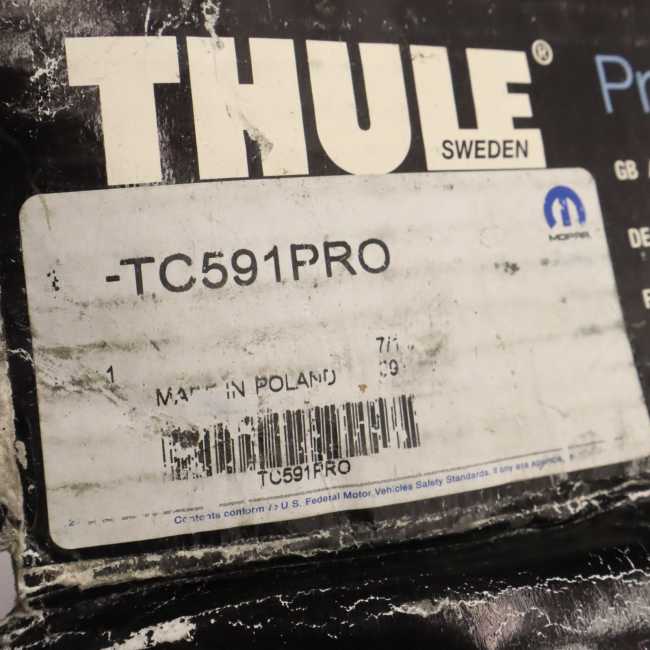 THULE®
SWEDEN
Pr
GB
MOPAR
DE
-TC591PRO
1
MADE IN POLAND
TC591PRO
Contents conform to U.S. Federal Motor Vehicles Safety Standards. If any are